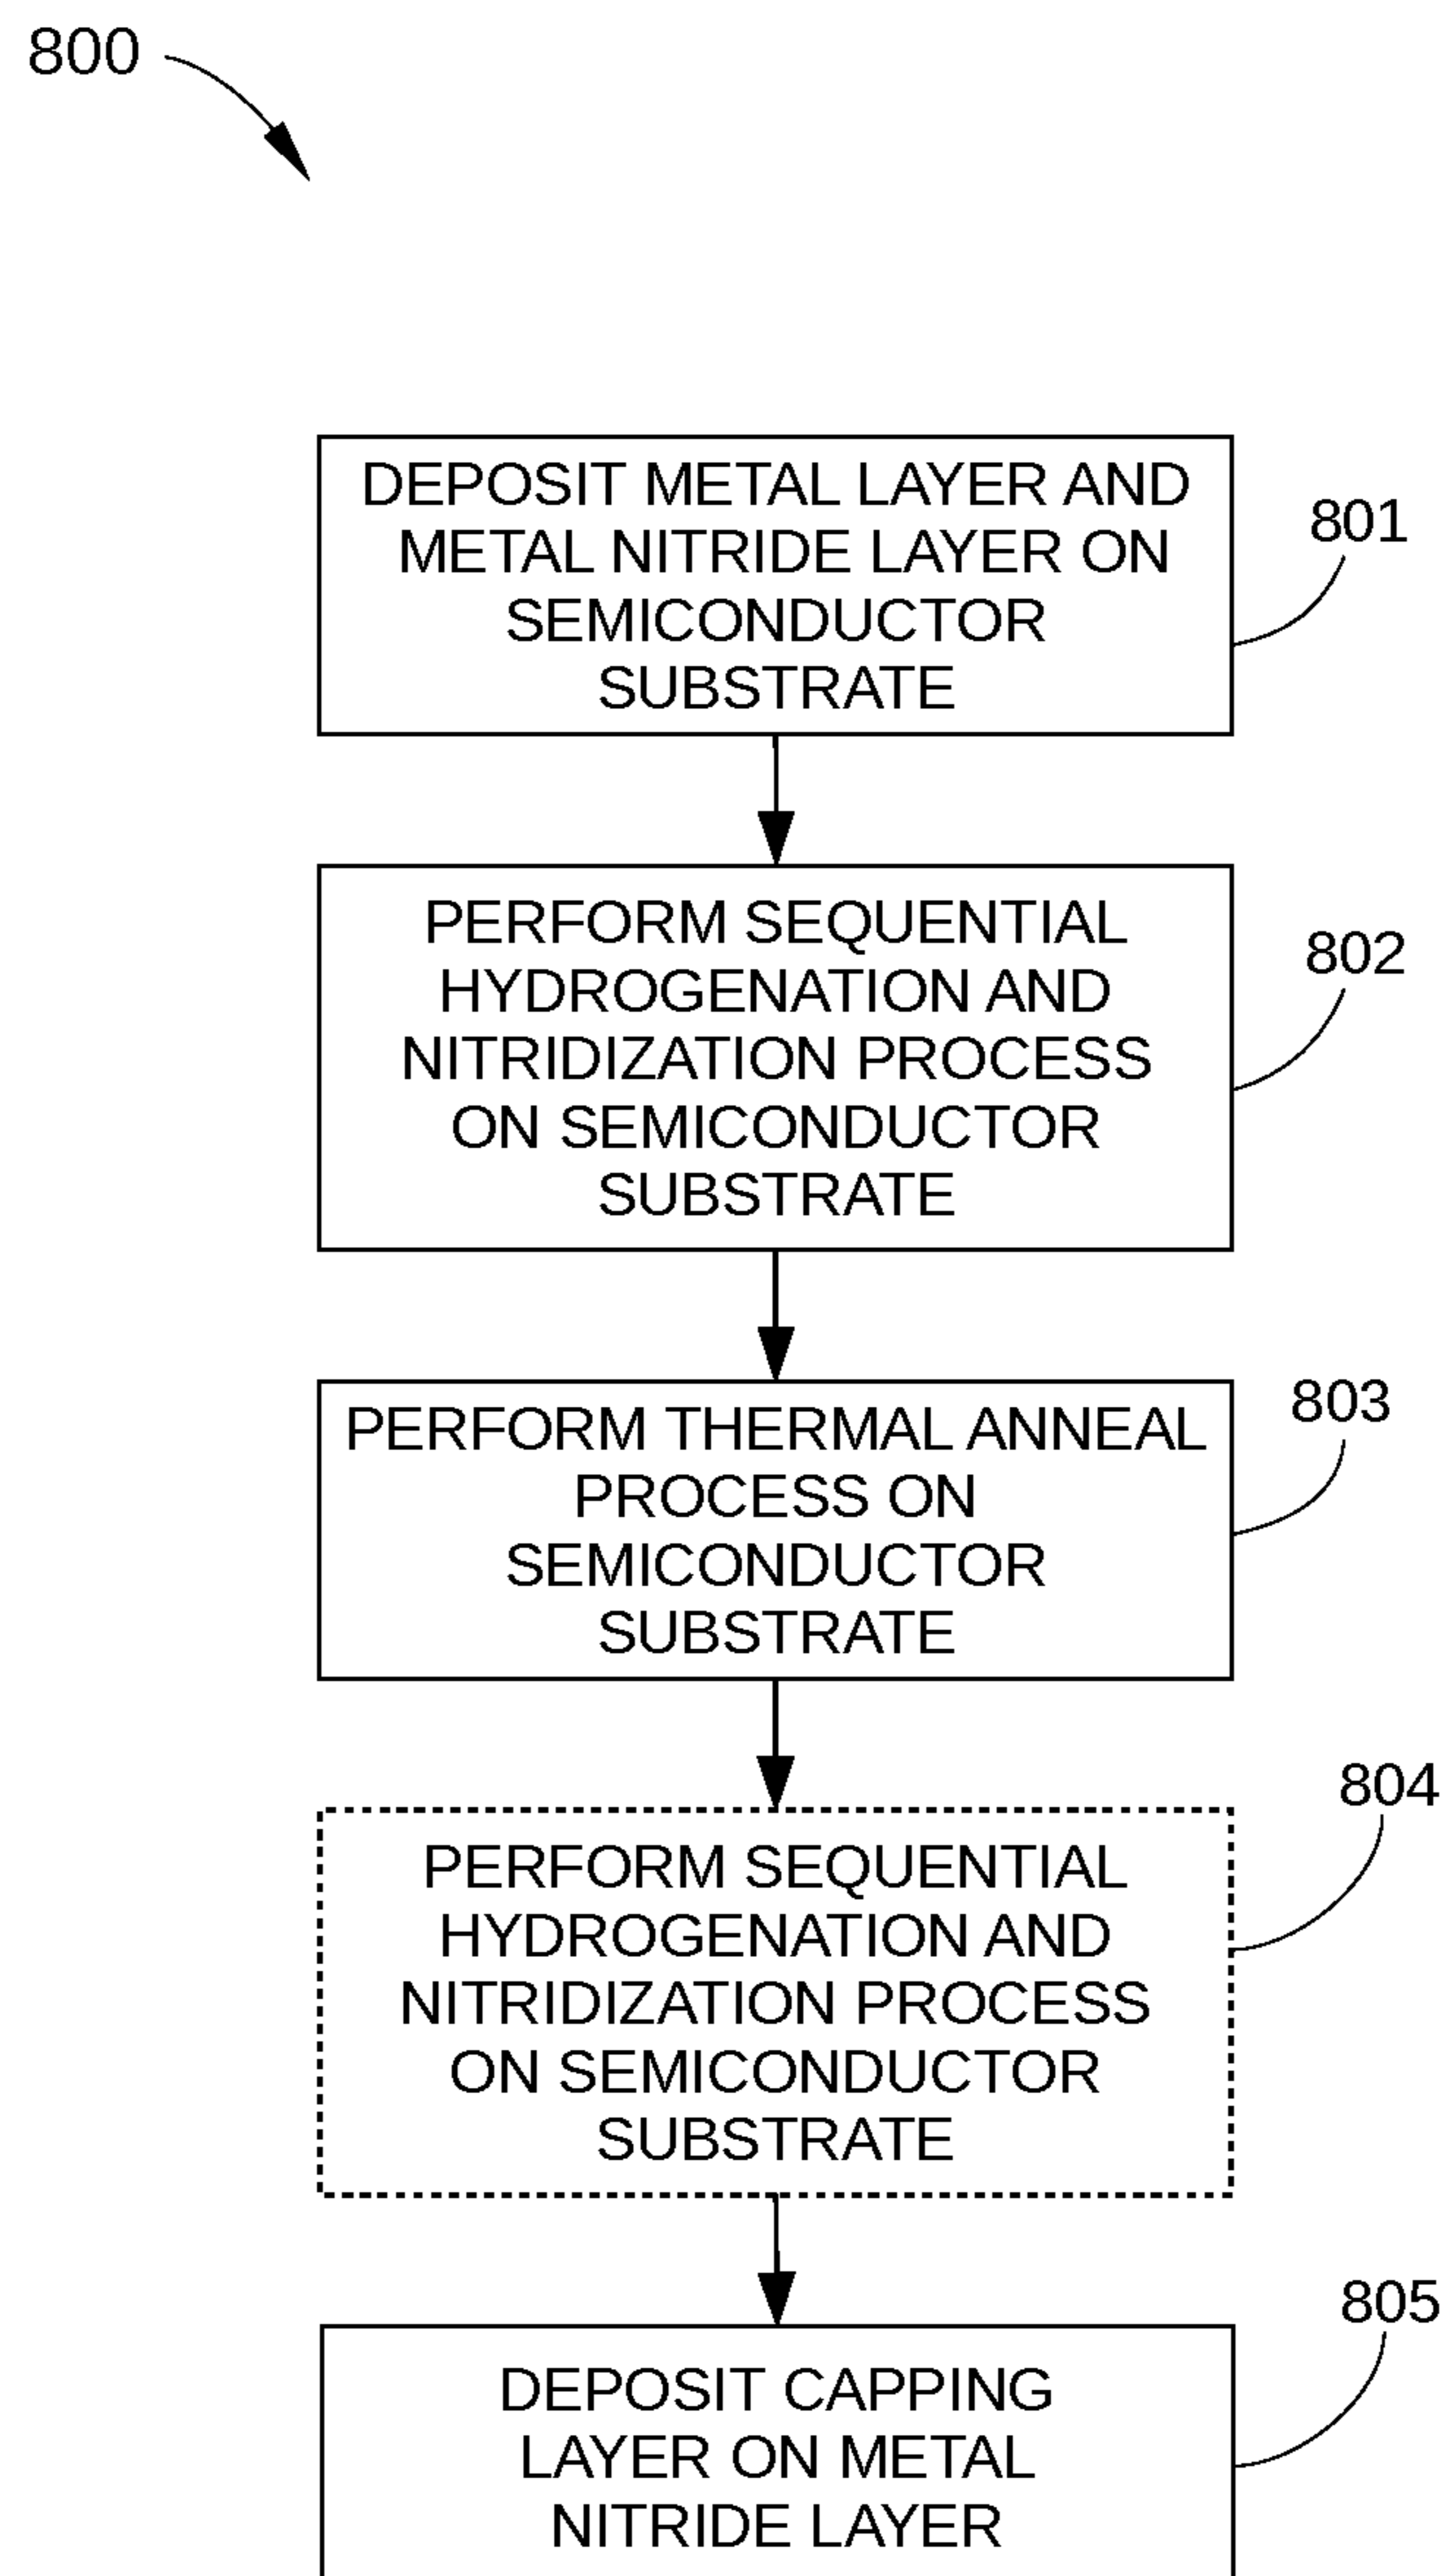 800
DEPOSIT METAL LAYER AND
METAL NITRIDE LAYER ON
SEMICONDUCTOR
SUBSTRATE
801
PERFORM SEQUENTIAL
HYDROGENATION AND
NITRIDIZATION PROCESS
ON SEMICONDUCTOR
SUBSTRATE
802
PERFORM THERMAL ANNEAL
PROCESS ON
SEMICONDUCTOR
SUBSTRATE
803
PERFORM SEQUENTIAL
HYDROGENATION AND
NITRIDIZATION PROCESS
ON SEMICONDUCTOR
SUBSTRATE
804
DEPOSIT CAPPING
LAYER ON METAL
NITRIDE LAYER
805